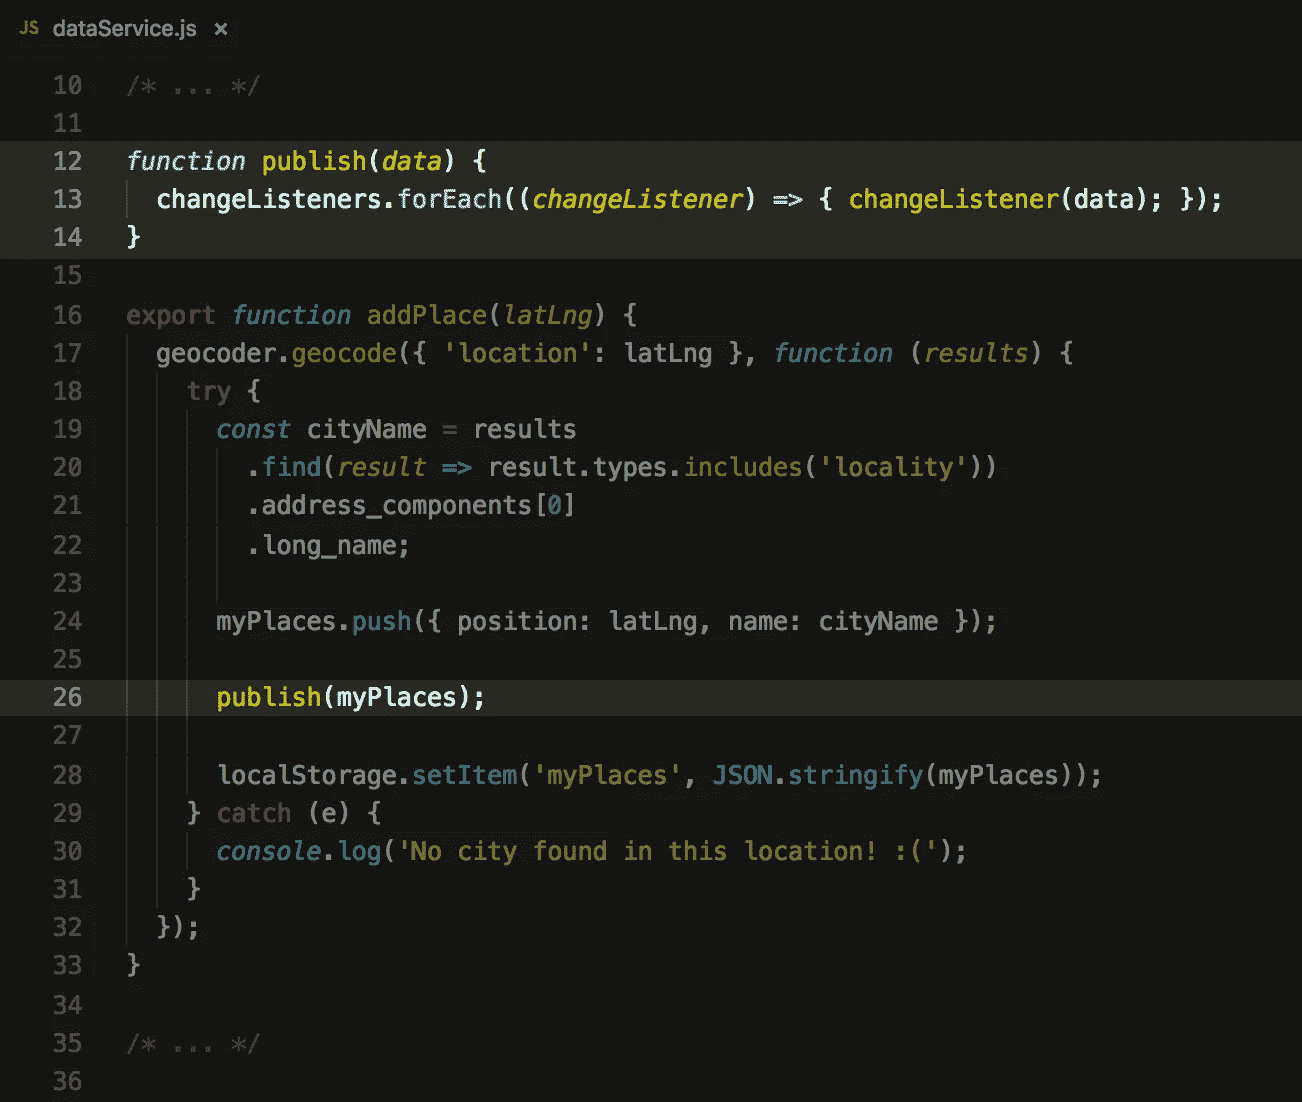 JS dataService.js ×
10 /* ... */
11
12 function publish(data) {
13 changeListeners.forEach((changeListener) => { changeListener(data); });
14 }
15
16 export function addPlace(latLng) {
17 geocoder.geocode({ 'location': latLng }, function (results) {
18 try {
19 const cityName = results
20 .find(result => result.types.includes('locality'))
21 .address_components[0]
22 .long_name;
23
24 myPlaces.push({ position: latLng, name: cityName });
25
26 publish(myPlaces);
27
28 localStorage.setItem('myPlaces', JSON.stringify(myPlaces));
29 } catch (e) {
30 console.log('No city found in this location! :(');
31 }
32 });
33 }
34
35 /* ... */
36